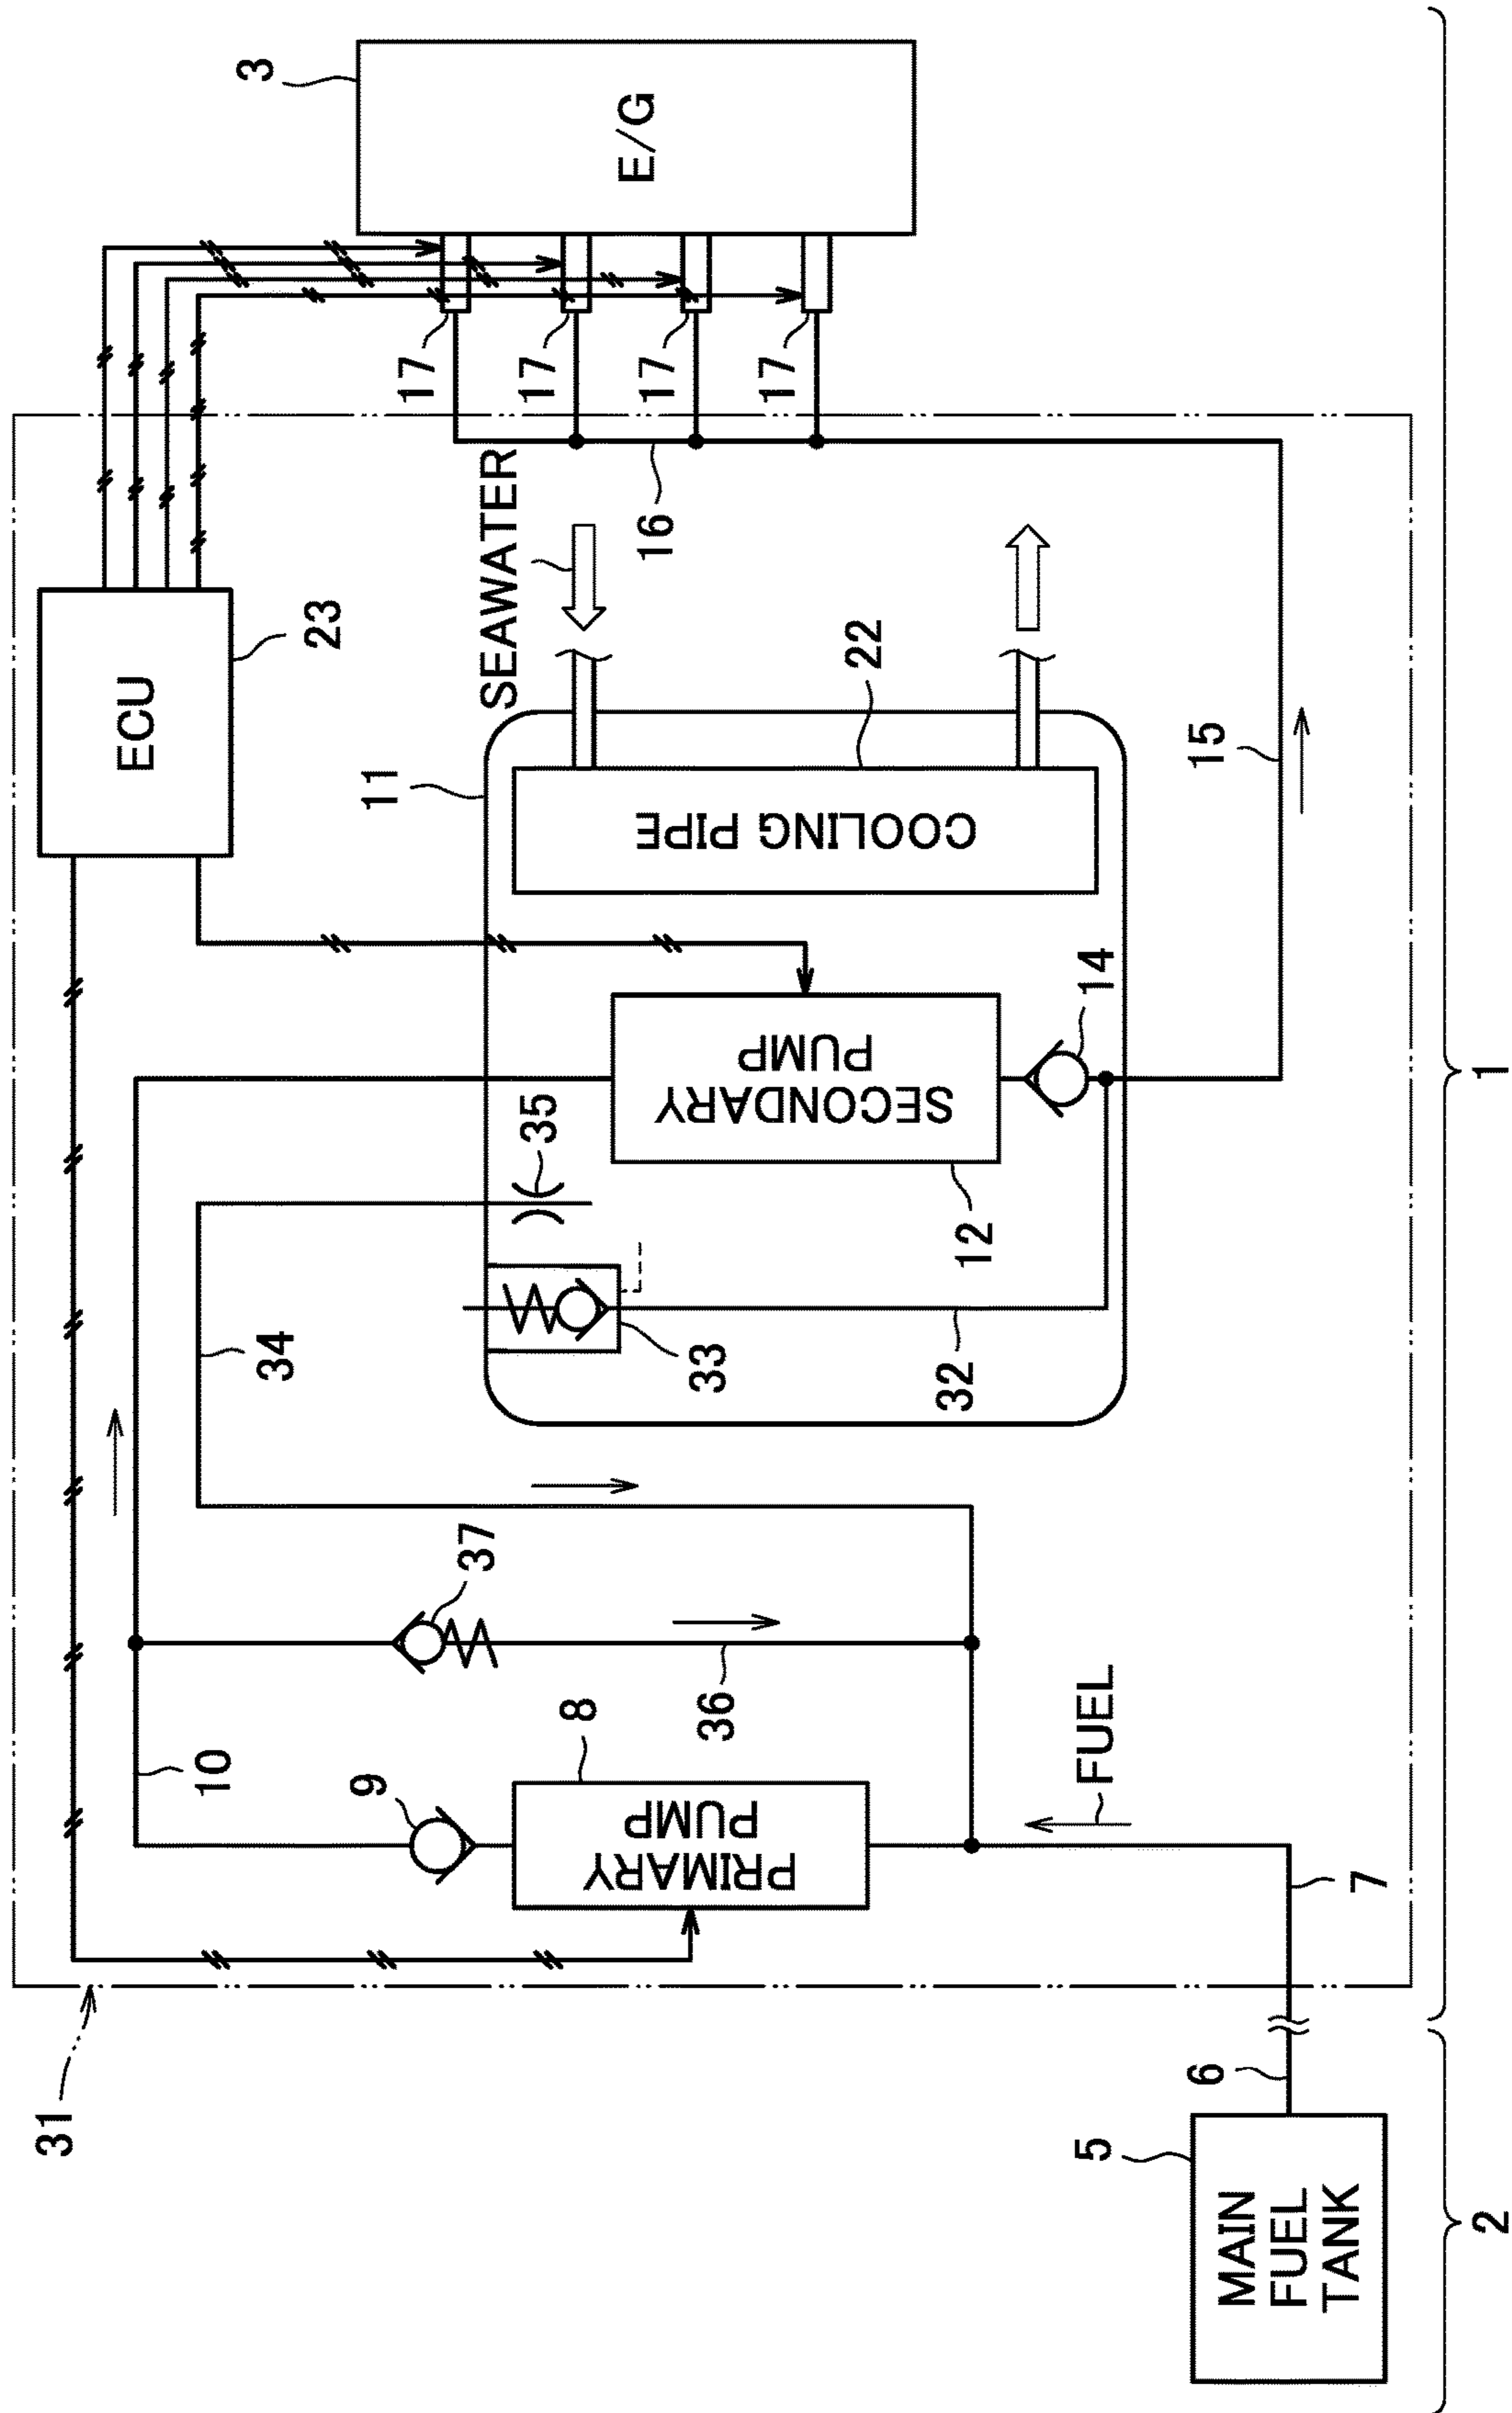 31
ECU
10
3
34
23
9
11
17
37
SEAWATER
35
17
8
E/G
16
17
PRIMARY
PUMP
33
36
17
SECONDARY
PUMP
COOLING PIPE
22
32
12
5
FUEL
14
6
15
MAIN
FUEL
TANK
7
2
1